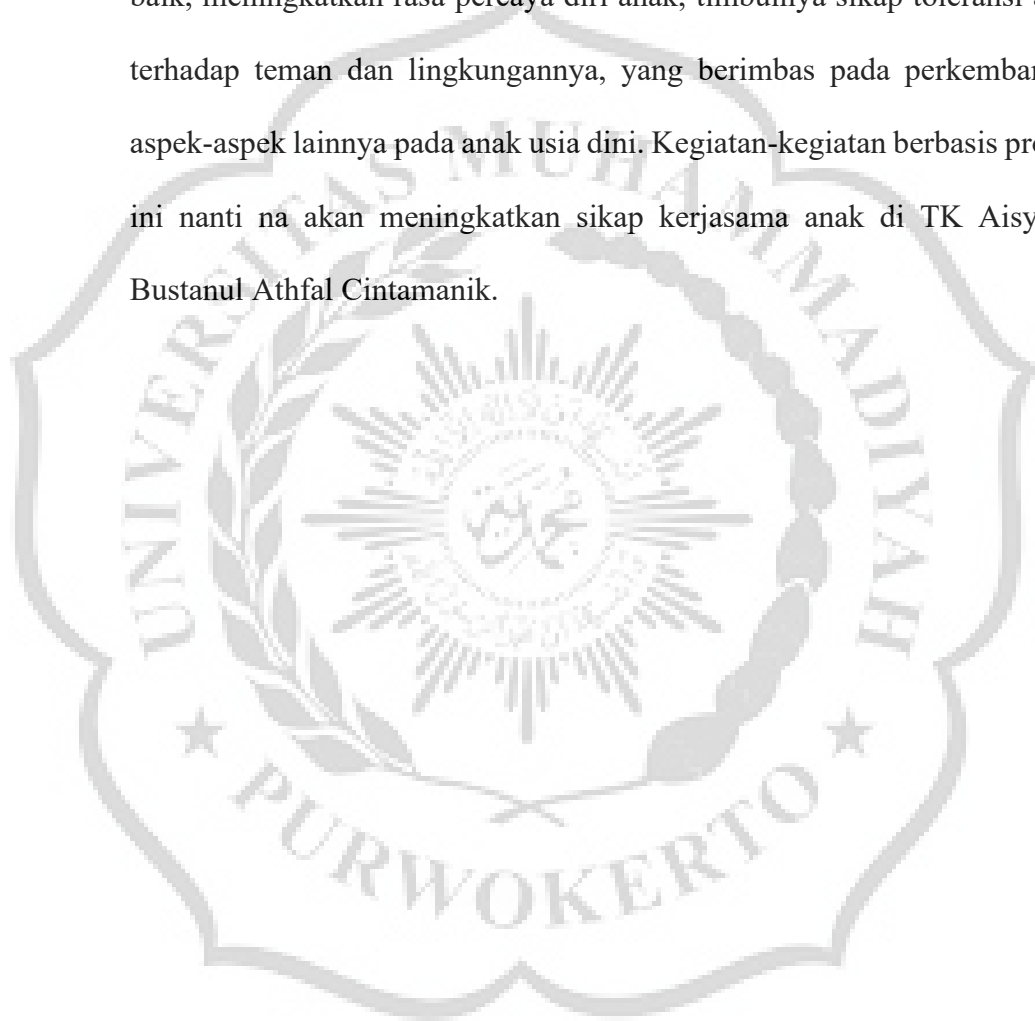 baik, meningkatkan rasa percaya diri anak, timbulnya sikap toleransi
terhadap teman dan lingkungannya, yang berimbas pada
aspek-aspek lainnya pada anak usia dini. Kegiatan-kegiatan berbasis
ini nanti na akan meningkatkan sikap kerjasama anak di TK
Bustanul Athfal Cintamanik.
UNIVERSITAS MUHAMMADIYAH
PURWOKERTO